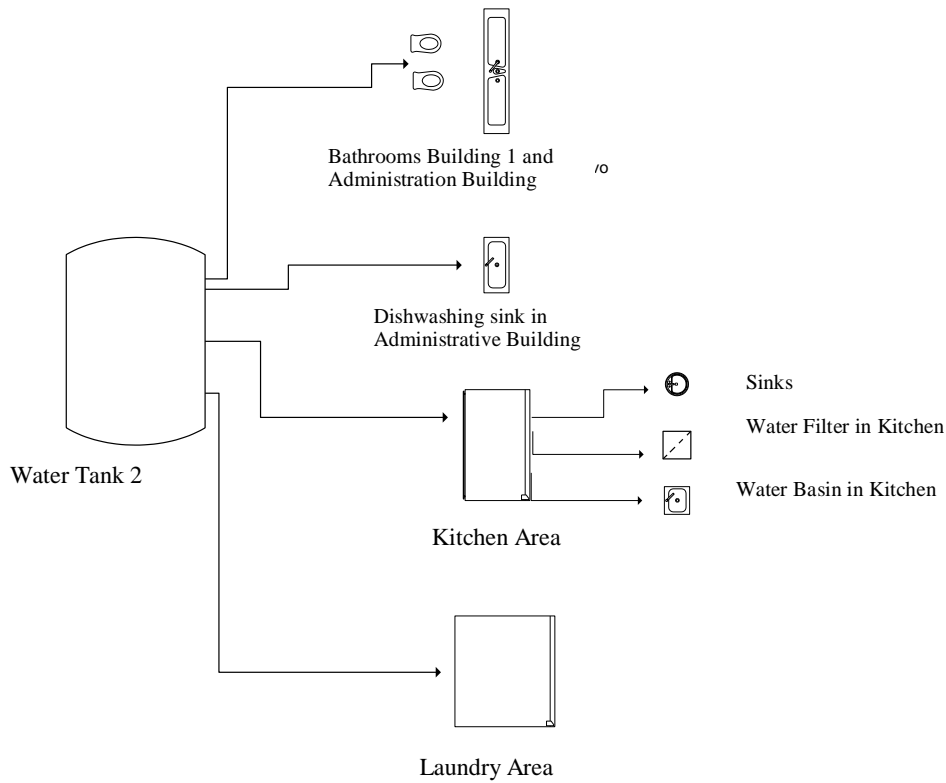 Bathrooms Building 1 and
Administration Building
/o
Dishwashing sink in
Administrative Building
Sinks
Water Filter in Kitchen
Water Tank 2
Water Basin in Kitchen
Kitchen Area
Laundry Area